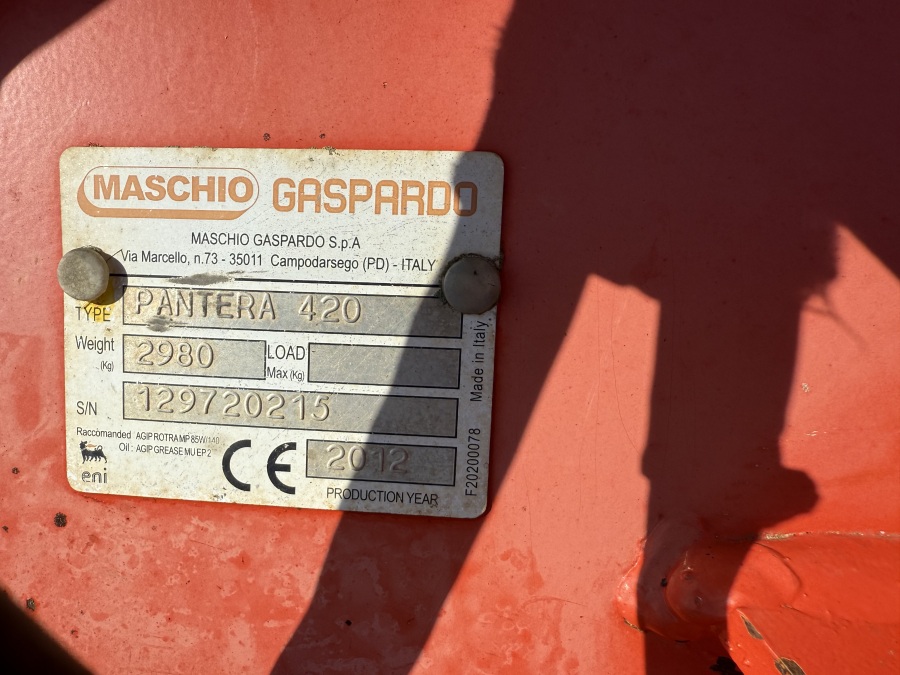 MASCHIO GASPARDO
MASCHIO GASPARDO S.p.A
Via Marcello, n.73 - 35011 Campodarsego (PD) - ITALY
TYPE PANTERA 420
Weight (Kg) 2980 LOAD Max (Kg)
S/N 129720215
Raccomanded Oil : AGIP ROTRA MP 85W/140
AGIP GREASE MU EP 2
eni
CE 2012
PRODUCTION YEAR
Made in Italy
F20200078